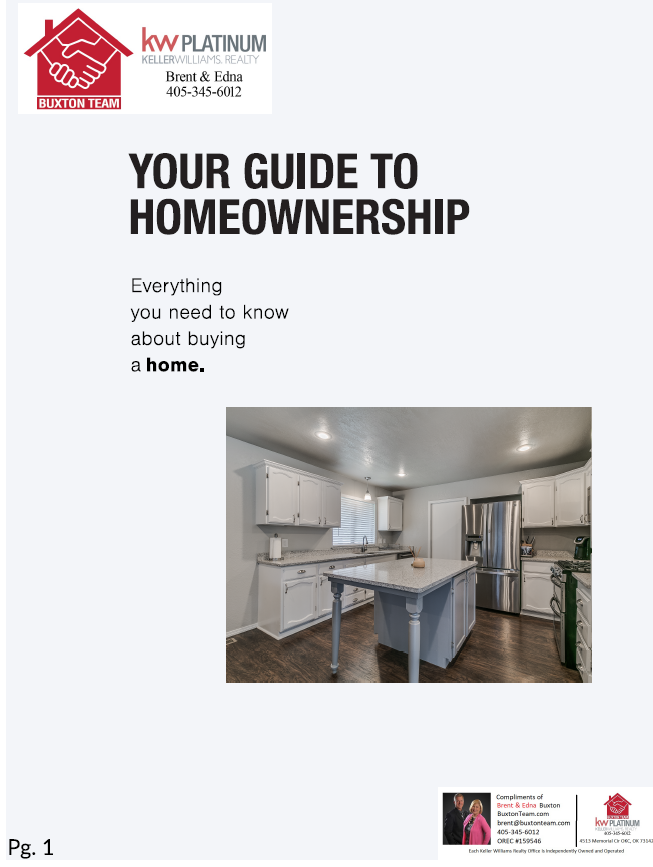 BUXTON TEAM
kw PLATINUM
KELLERWILLIAMS. REALTY
Brent & Edna
405-345-6012
YOUR GUIDE TO
HOMEOWNERSHIP
Everything
you need to know
about buying
a home.
Compliments of
Brent & Edna Buxton
BuxtonTeam.com
brent@buxtonteam.com
405-345-6012
OREC #159546
kw PLATINUM
405-345-6012
4513 Memorial Cir OKC, OK 73142
Each Keller Williams Realty Office is Independently Owned and Operated
Pg. 1